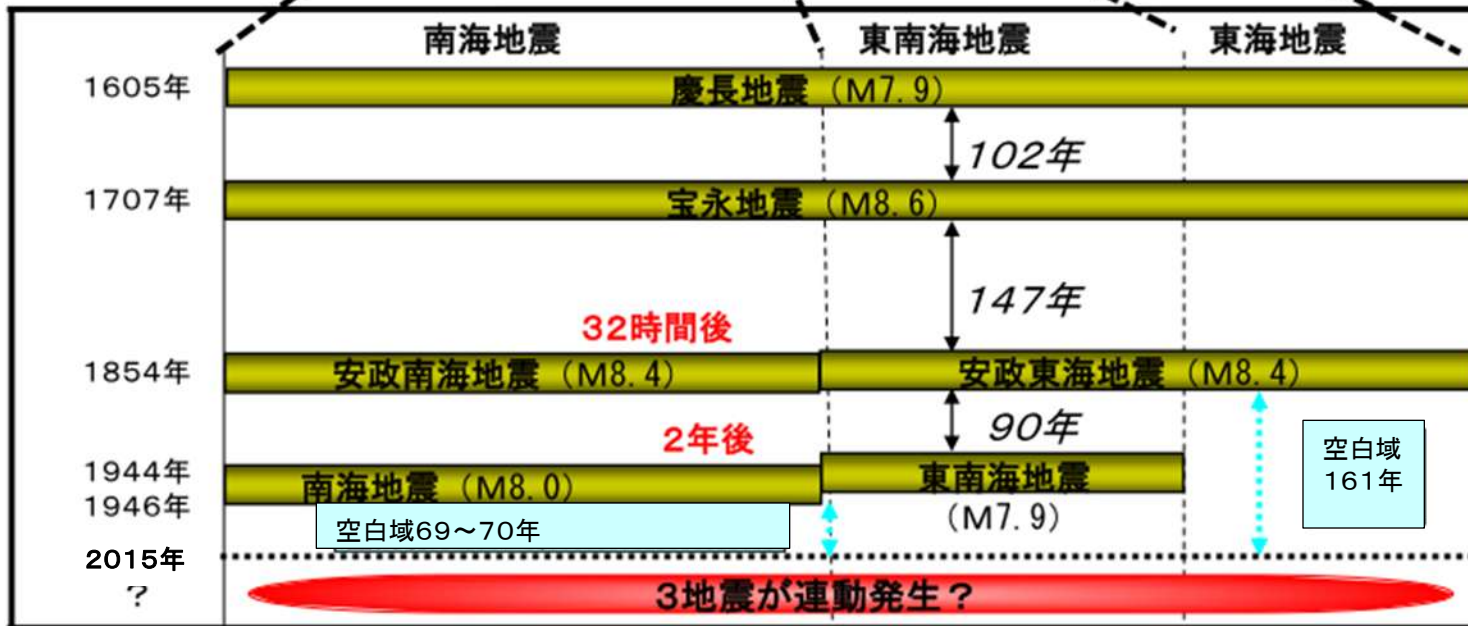 南海地震 東南海地震 東海地震
1605年 慶長地震（M7.9）
102年
1707年 宝永地震（M8.6）
147年
32時間後
1854年 安政南海地震（M8.4） 安政東海地震（M8.4）
90年
2年後
1944年 東南海地震
（M7.9）
1946年 南海地震（M8.0）
空白域
161年
空白域69～70年
2015年
？ 3地震が連動発生？